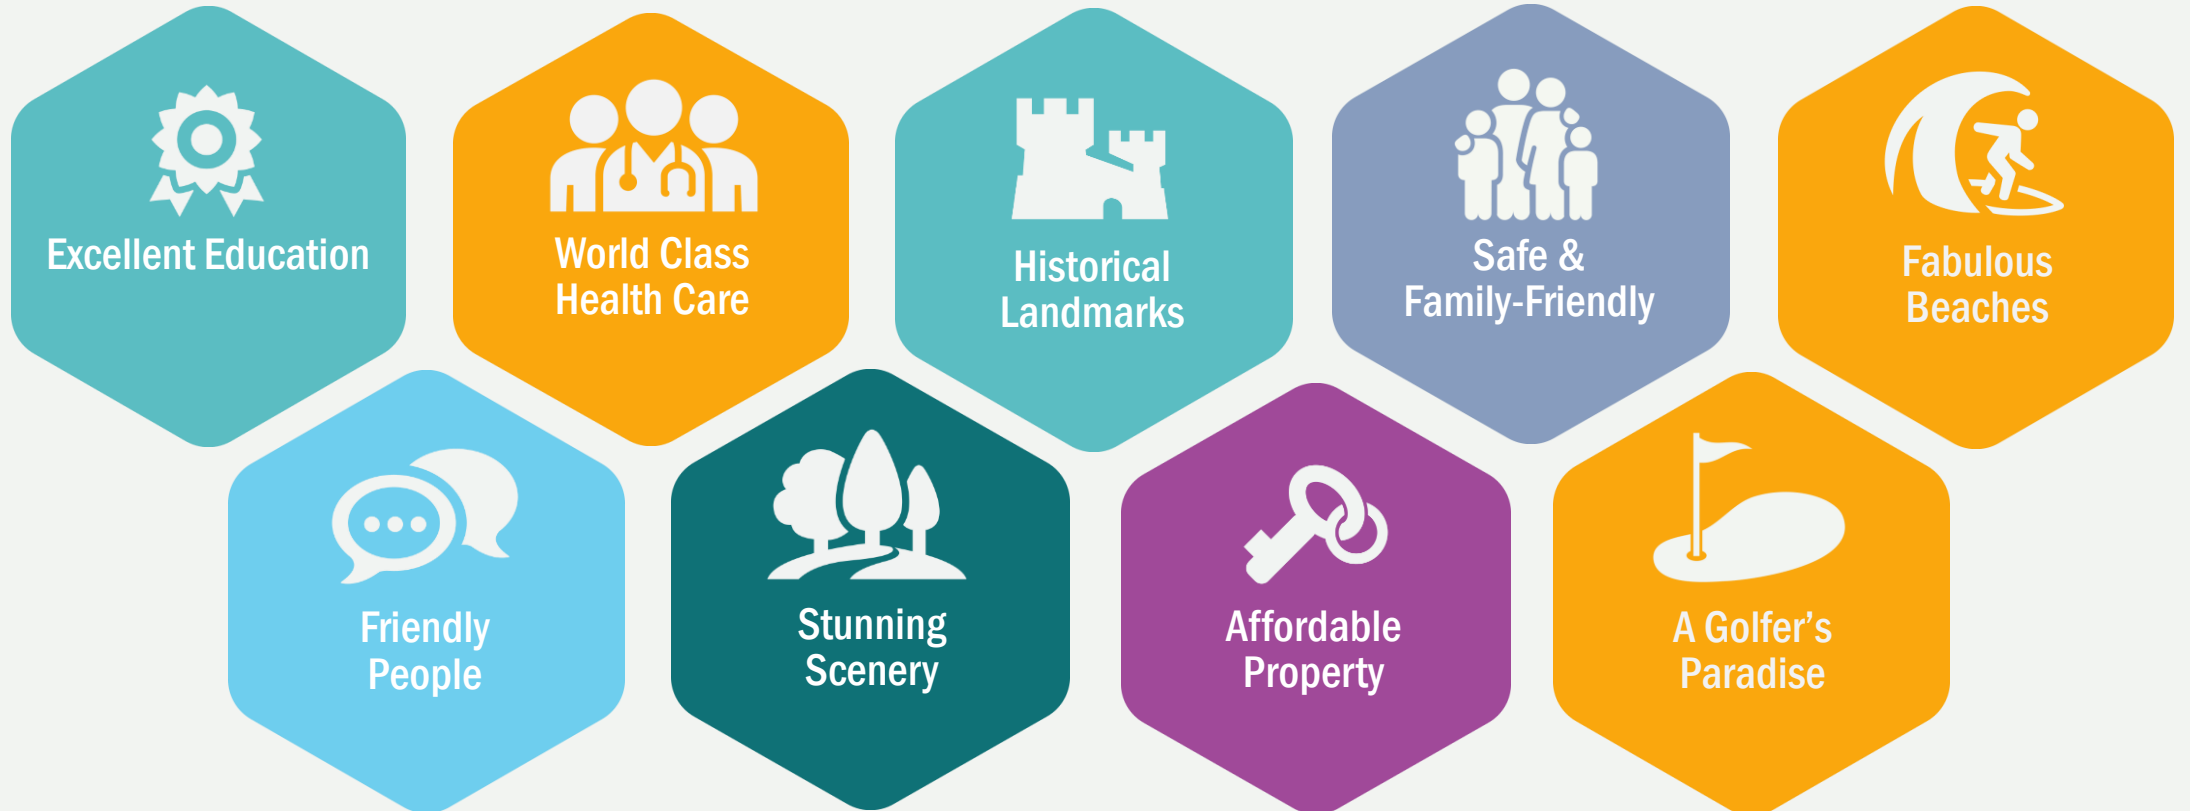 Excellent Education
World Class
Health Care
Historical
Landmarks
Safe &
Family-Friendly
Fabulous
Beaches
Friendly
People
Stunning
Scenery
Affordable
Property
A Golfer’s
Paradise